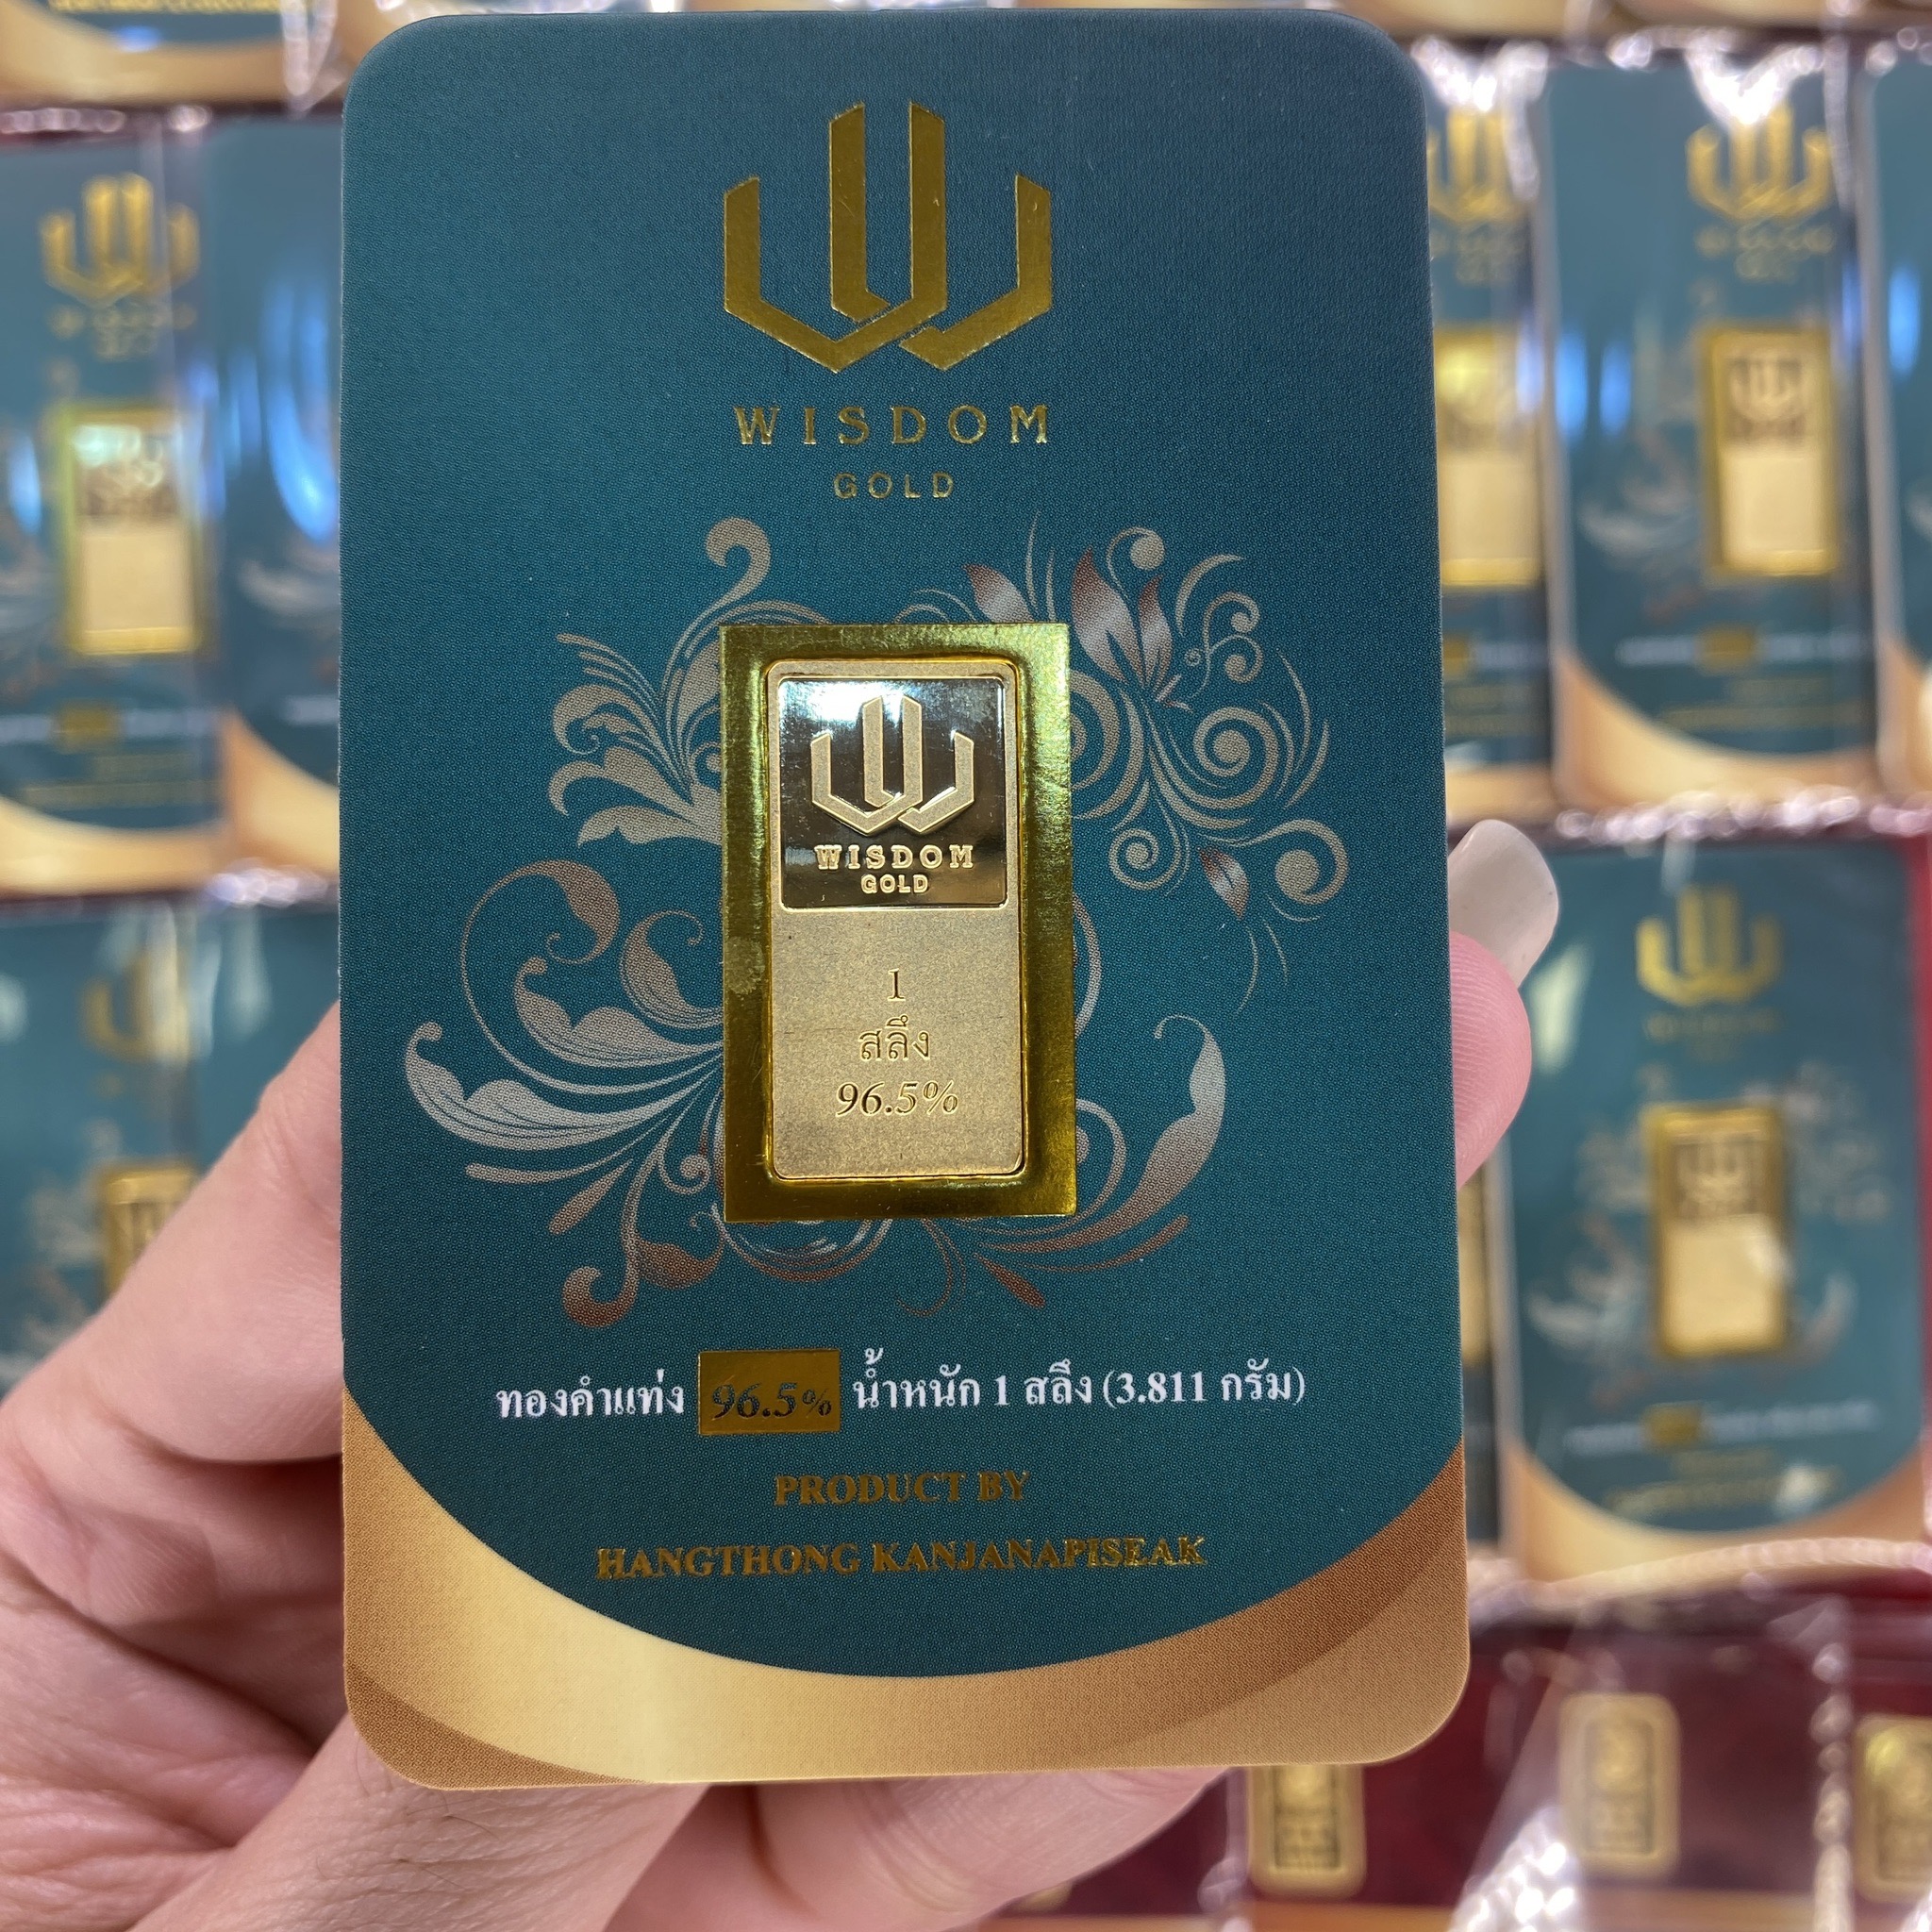 WISDOM
GOLD
WISDOM
GOLD
1
สลึง
96.5%
ทองคำแท่ง 96.5% น้ำหนัก 1 สลึง (3.811 กรัม)
PRODUCT BY
HANGTHONG KANJANAPISEAK